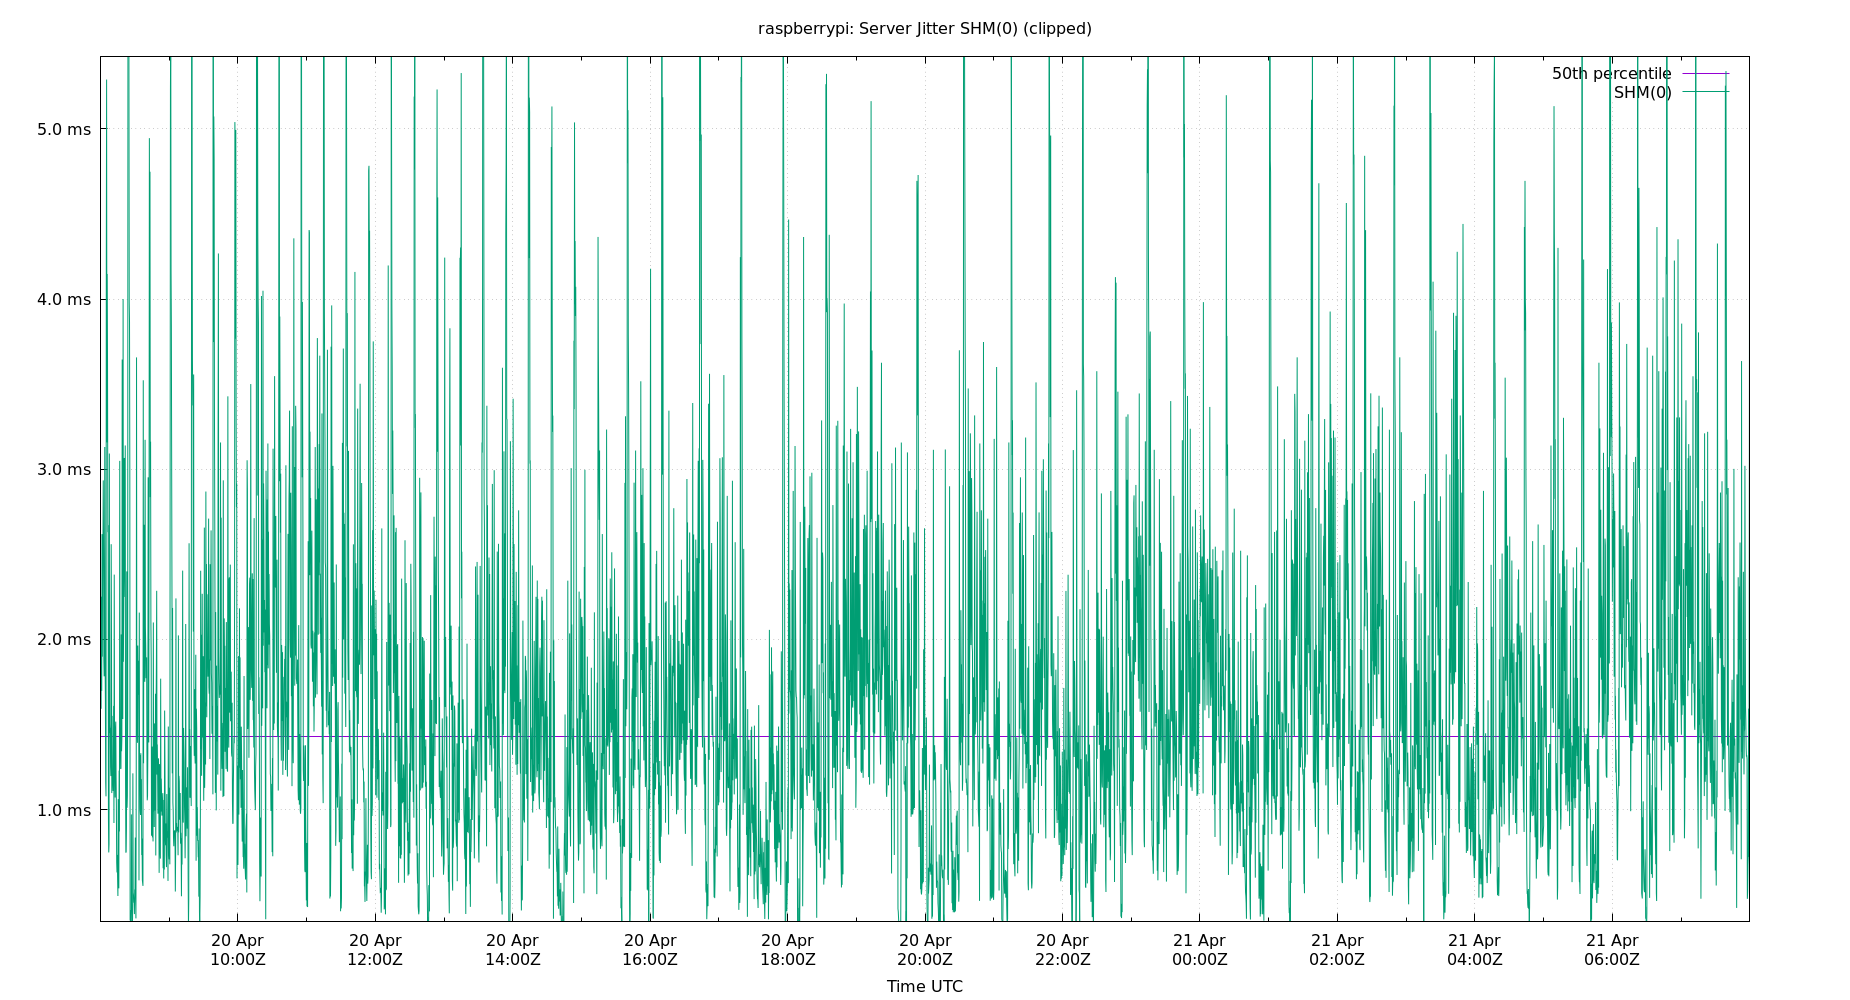 raspberrypi: Server Jitter SHM(0) (clipped)
50th percentile
SHM(0)
5.0 ms
4.0 ms
3.0 ms
2.0 ms
1.0 ms
20 Apr 20 Apr 20 Apr 20 Apr 20 Apr 20 Apr 20 Apr 21 Apr 21 Apr 21 Apr 21 Apr
10:00Z 12:00Z 14:00Z 16:00Z 18:00Z 20:00Z 22:00Z 00:00Z 02:00Z 04:00Z 06:00Z
Time UTC